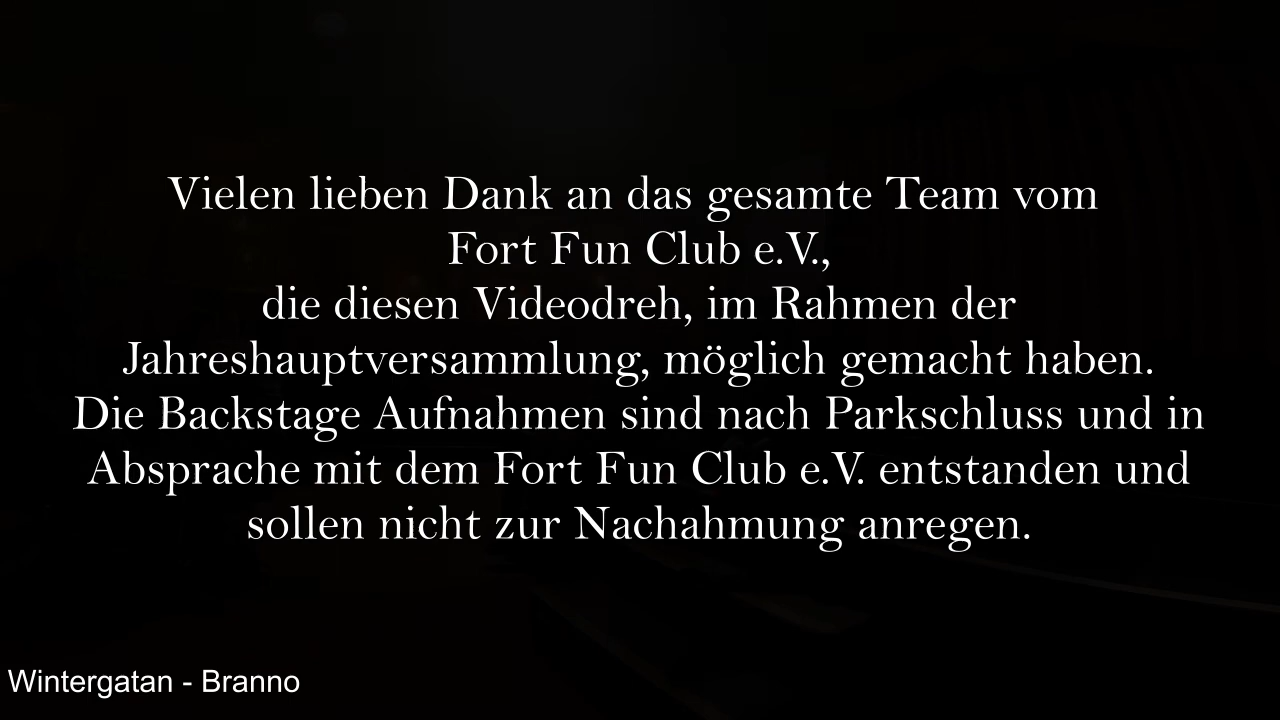 Vielen lieben Dank an das gesamte Team vom
Fort Fun Club e.V.,
die diesen Videodreh, im Rahmen der
Jahreshauptversammlung, möglich gemacht haben.
Die Backstage Aufnahmen sind nach Parkschluss und in
Absprache mit dem Fort Fun Club e.V. entstanden und
sollen nicht zur Nachahmung anregen.
Wintergatan - Branno